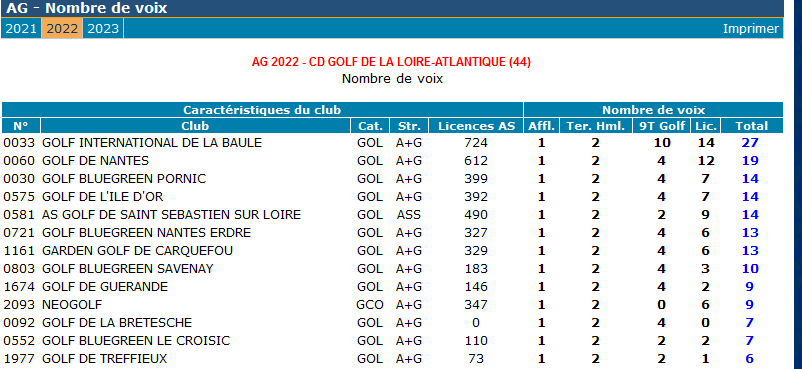 AG - Nombre de voix
2021 2022 2023 Imprimer
AG 2022 - CD GOLF DE LA LOIRE-ATLANTIQUE (44)
Nombre de voix
Caractéristiques du club Nombre de voix
N° Club Cat. Str. Licences AS Affl. Ter. Hml. 9T Golf Lic. Total
0033 GOLF INTERNATIONAL DE LA BAULE GOL A+G 724 1 2 10 14 27
0060 GOLF DE NANTES GOL A+G 612 1 2 4 12 19
0030 GOLF BLUEGREEN PORNIC GOL A+G 399 1 2 4 7 14
0575 GOLF DE L'ILE D'OR GOL A+G 392 1 2 4 7 14
0581 AS GOLF DE SAINT SEBASTIEN SUR LOIRE GOL ASS 490 1 2 2 9 14
0721 GOLF BLUEGREEN NANTES ERDRE GOL A+G 327 1 2 4 6 13
1161 GARDEN GOLF DE CARQUEFOU GOL A+G 329 1 2 4 6 13
0803 GOLF BLUEGREEN SAVENAY GOL A+G 183 1 2 4 3 10
1674 GOLF DE GUERANDE GOL A+G 146 1 2 4 2 9
2093 NEOGOLF GCO A+G 347 1 2 0 6 9
0092 GOLF DE LA BRETESCHE GOL A+G 0 1 2 4 0 7
0552 GOLF BLUEGREEN LE CROISIC GOL A+G 110 1 2 2 2 7
1977 GOLF DE TREFFIEUX GOL A+G 73 1 2 2 1 6